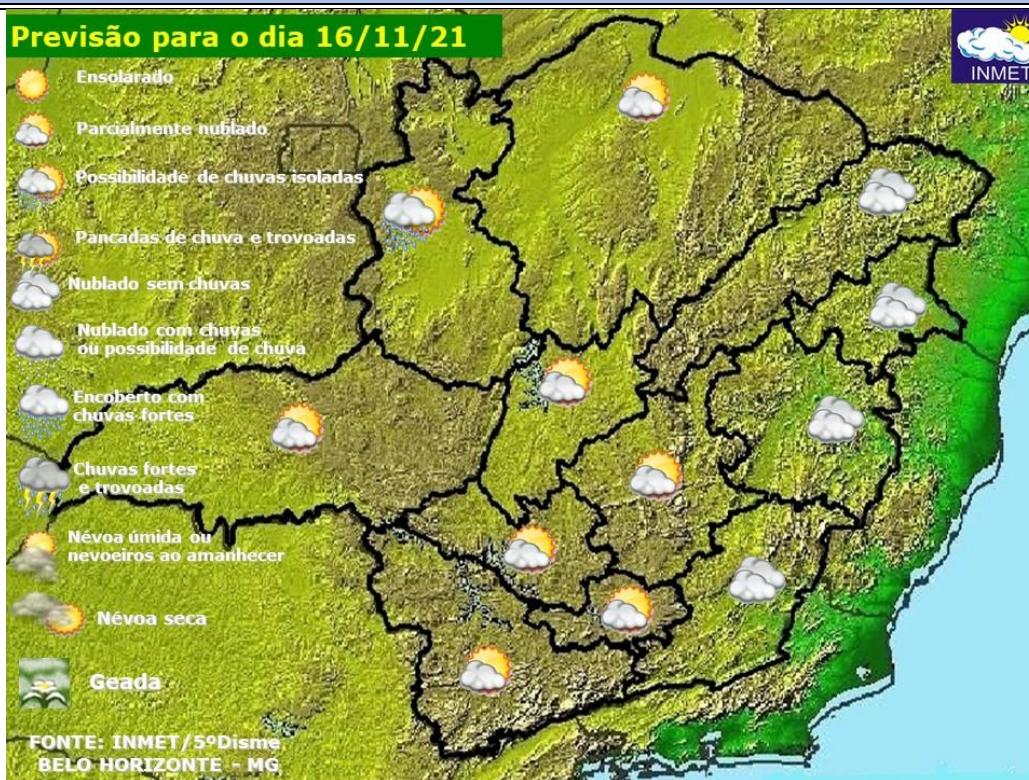 Previsão para o dia 16/11/21
INMET
Ensolarado
Parcialmente nublado
Possibilidade de chuvas isoladas
Pancadas de chuva e trovoadas
Nublado sem chuvas
Nublado com chuvas
ou possibilidade de chuva
Encoberto com
chuvas fortes
Chuvas fortes
e trovoadas
Névoa úmida ou
nevoeiros ao amanhecer
Névoa seca
Geada
FONTE: INMET/5ºDisme
BELO HORIZONTE - MG